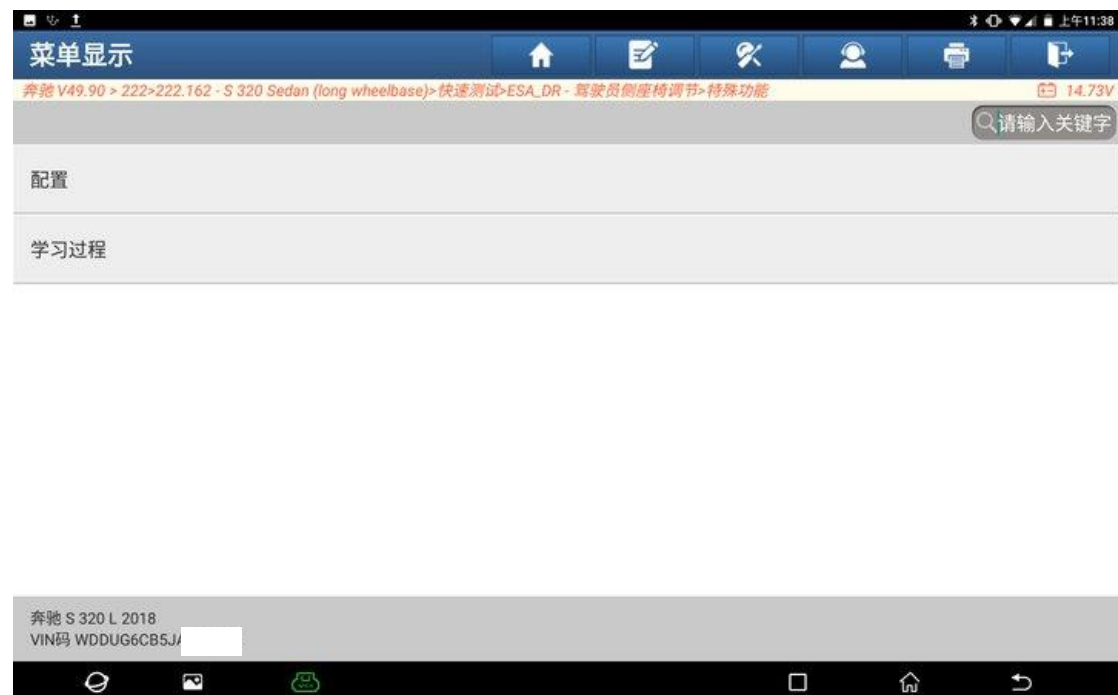 上午11:38
菜单显示
奔驰 V49.90 > 222>222.162 - S 320 Sedan (long wheelbase)>快速测试>ESA_DR - 驾驶员侧座椅调节>特殊功能
14.73V
请输入关键字
配置
学习过程
奔驰 S 320 L 2018
VIN码 WDDUG6CB5JA